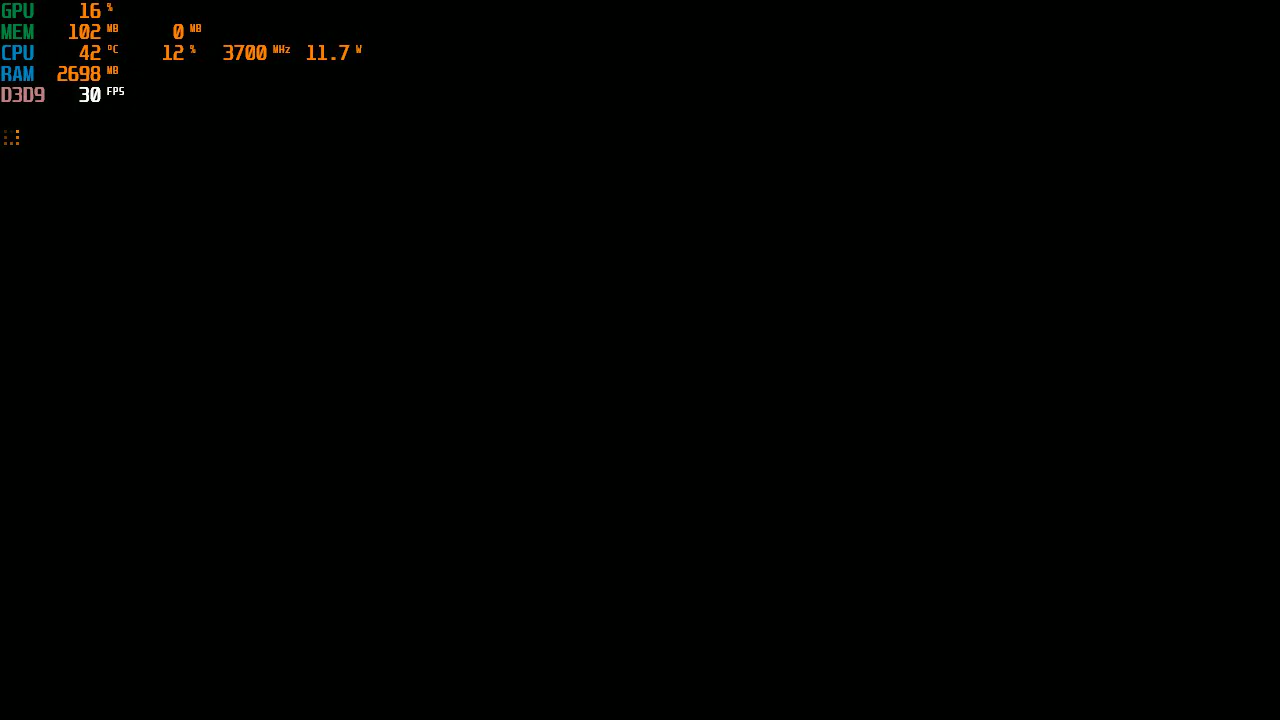 GPU 16 %
MEM 102 MB 0 MB
CPU 42 °C 12 % 3700 MHz 11.7 W
RAM 2698 MB
D3D9 30 FPS